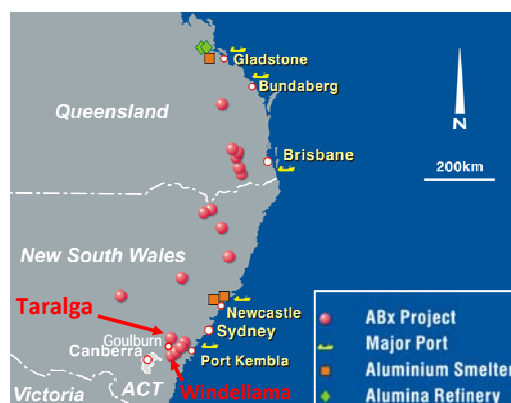 Gladstone
Bundaberg
Queensland
N
Brisbane
200km
New South Wales
Taralga
Newcastle
Goulburn
Sydney
Canberra
Port Kembla
ACT
Windellama
Victoria
ABx Project
Major Port
Aluminium Smelter
Alumina Refinery